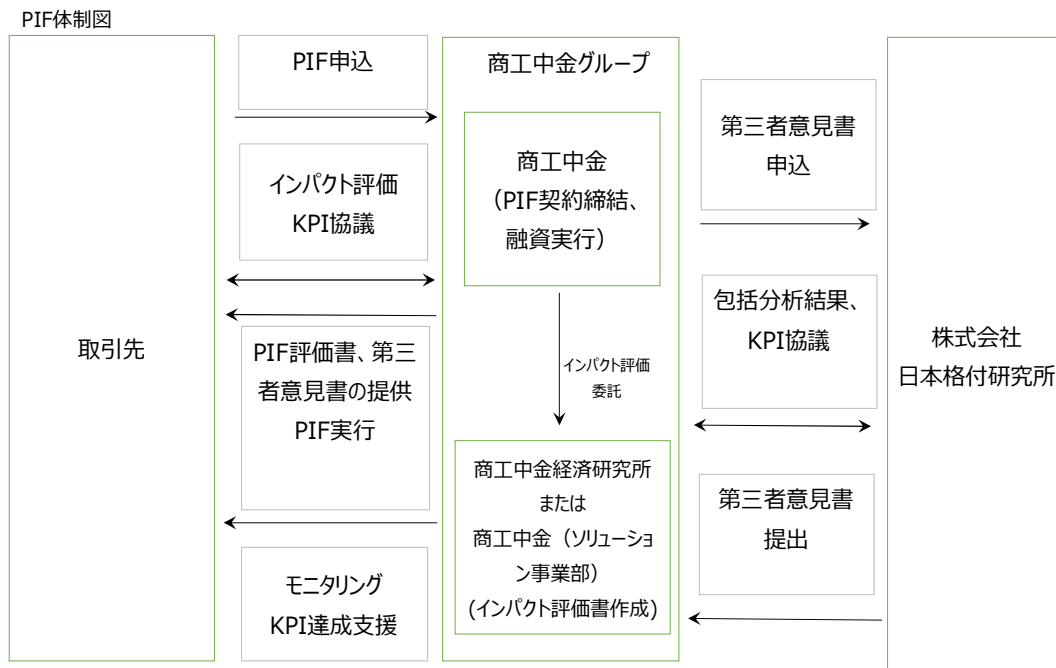 PIF体制図
取引先
PIF申込
インパクト評価
KPI協議
PIF評価書、第三
者意見書の提供
PIF実行
モニタリング
KPI達成支援
商工中金グループ
商工中金
（PIF契約締結、
融資実行）
インパクト評価
委託
商工中金経済研究所
または
商工中金（ソリューショ
ン事業部）
(インパクト評価書作成)
第三者意見書
申込
包括分析結果、
KPI協議
第三者意見書
提出
株式会社
日本格付研究所